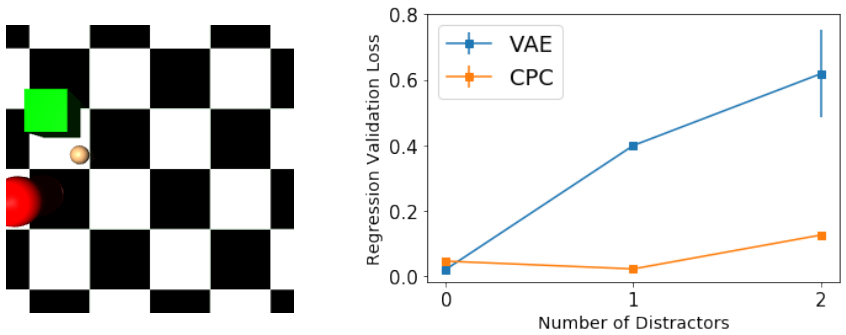 0.8
0.6
0.4
0.2
0.0
Regression Validation Loss
VAE
CPC
0
1
2
Number of Distractors